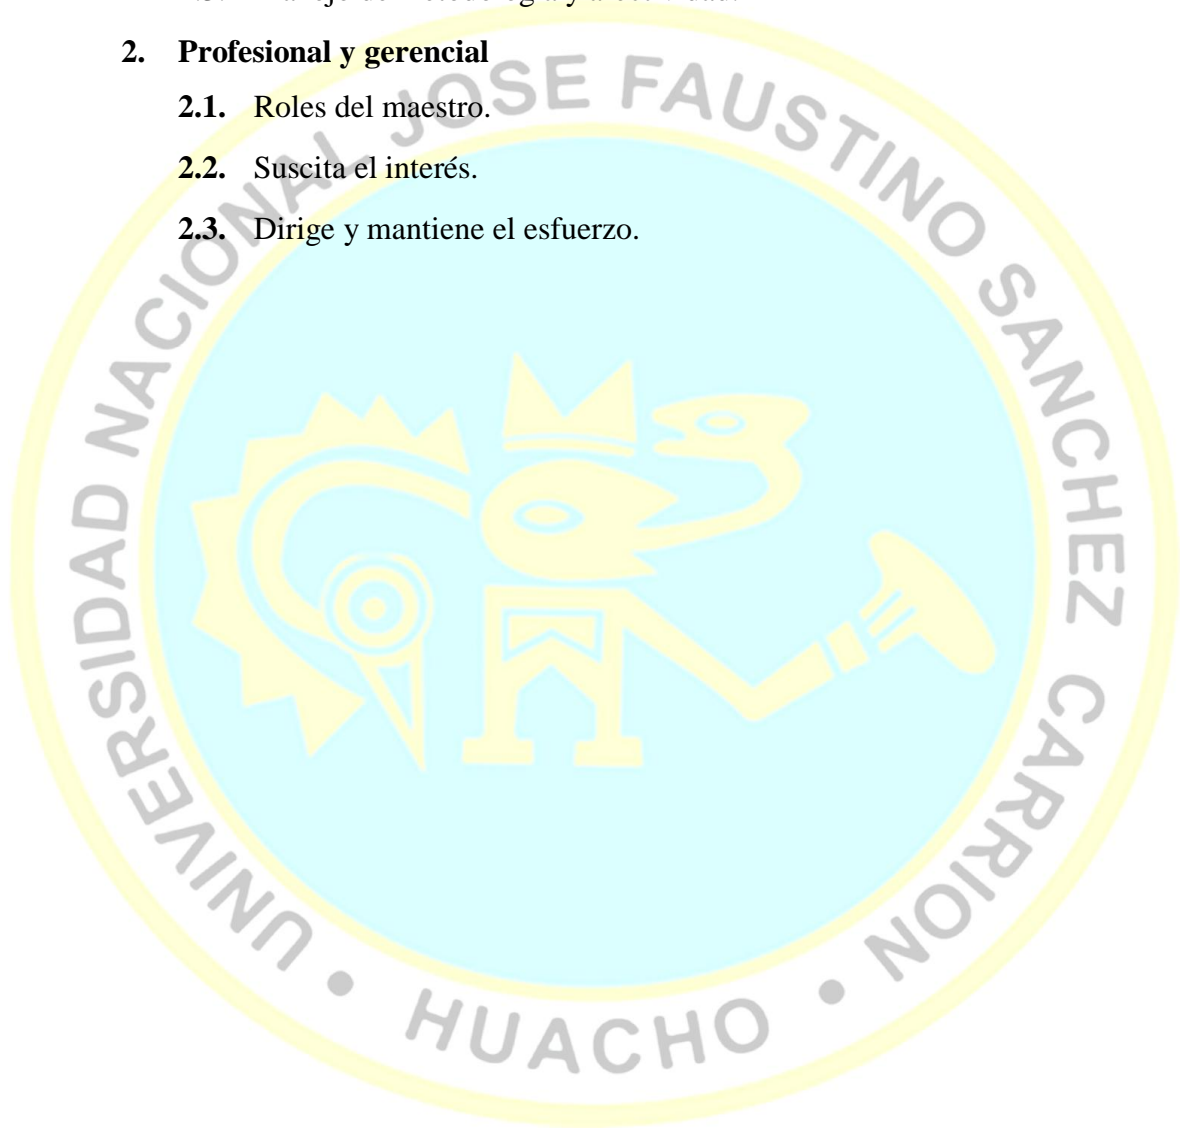 2. Profesional y gerencial
2.1. Roles del maestro.
2.2. Suscita el interés.
2.3. Dirige y mantiene el esfuerzo.
UNIVERSIDAD NACIONAL JOSE FAUSTINO SANCHEZ CARRION • HUACHO •